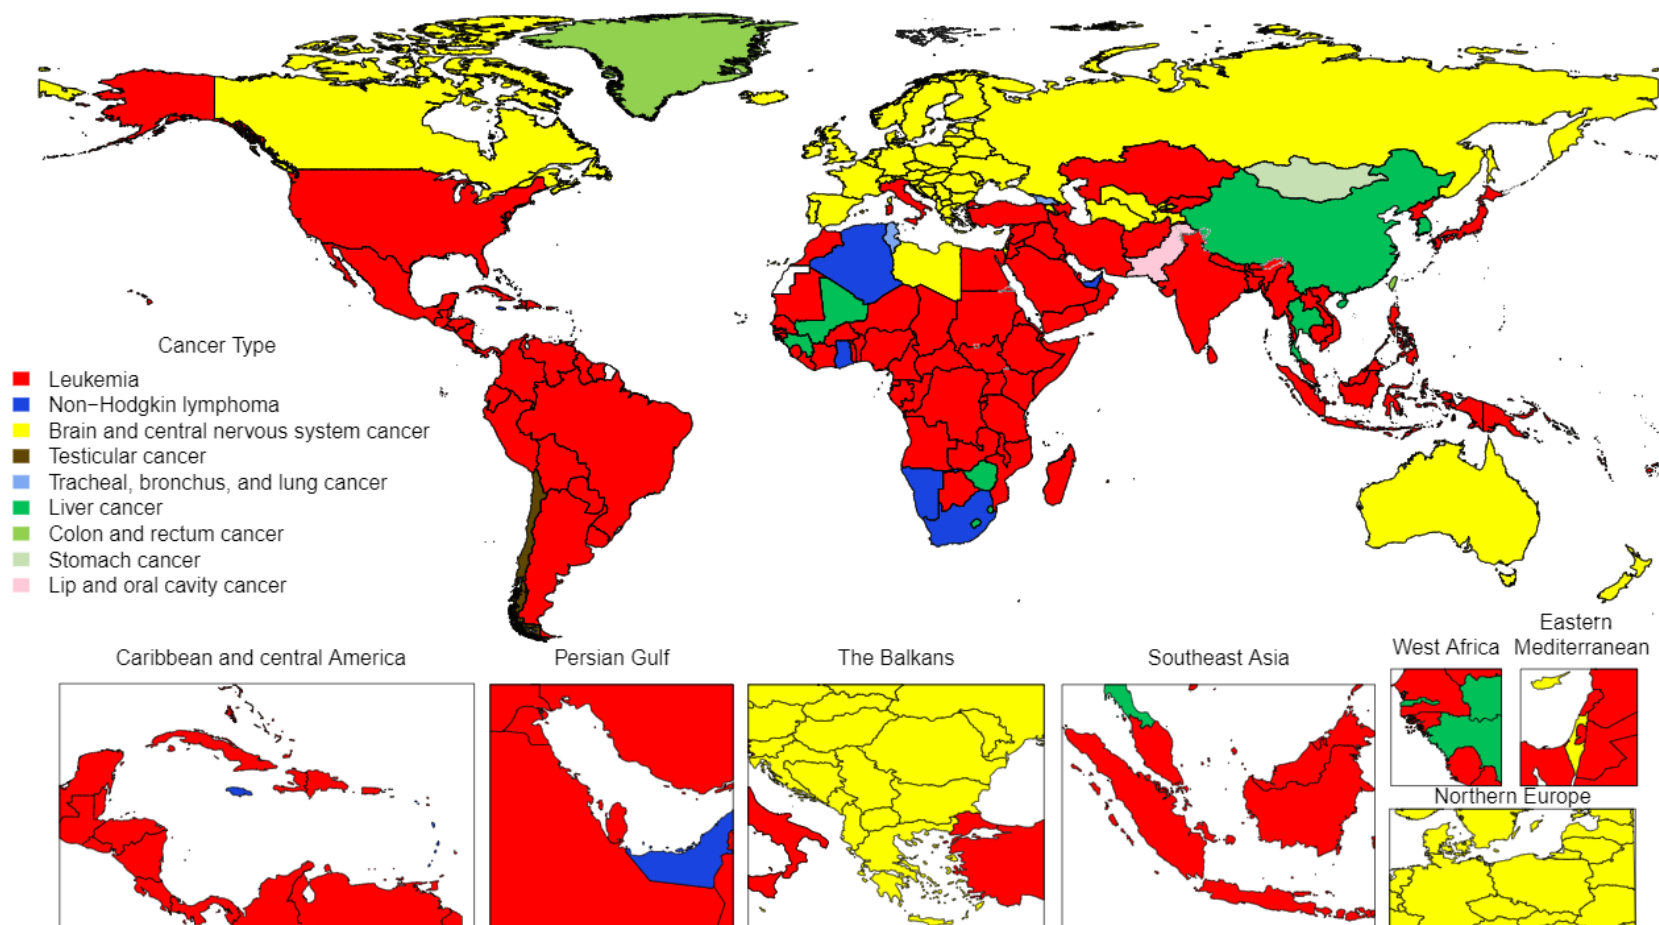 Cancer Type
Leukemia
Non−Hodgkin lymphoma
Brain and central nervous system cancer
Testicular cancer
Tracheal, bronchus, and lung cancer
Liver cancer
Colon and rectum cancer
Stomach cancer
Lip and oral cavity cancer
Caribbean and central America
Persian Gulf
The Balkans
Southeast Asia
West Africa
Eastern
Mediterranean
Northern Europe